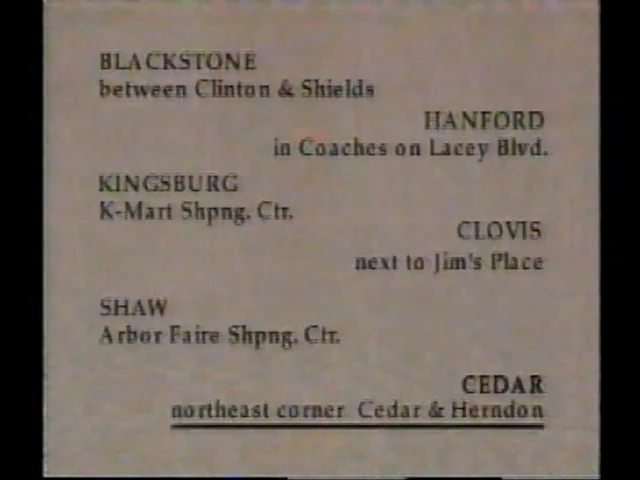 BLACKSTONE
between Clinton & Shields
HANFORD
in Coaches on Lacey Blvd.
KINGSBURG
K-Mart Shpng. Ctr.
CLOVIS
next to Jim's Place
SHAW
Arbor Faire Shpng. Ctr.
CEDAR
northeast corner Cedar & Herndon